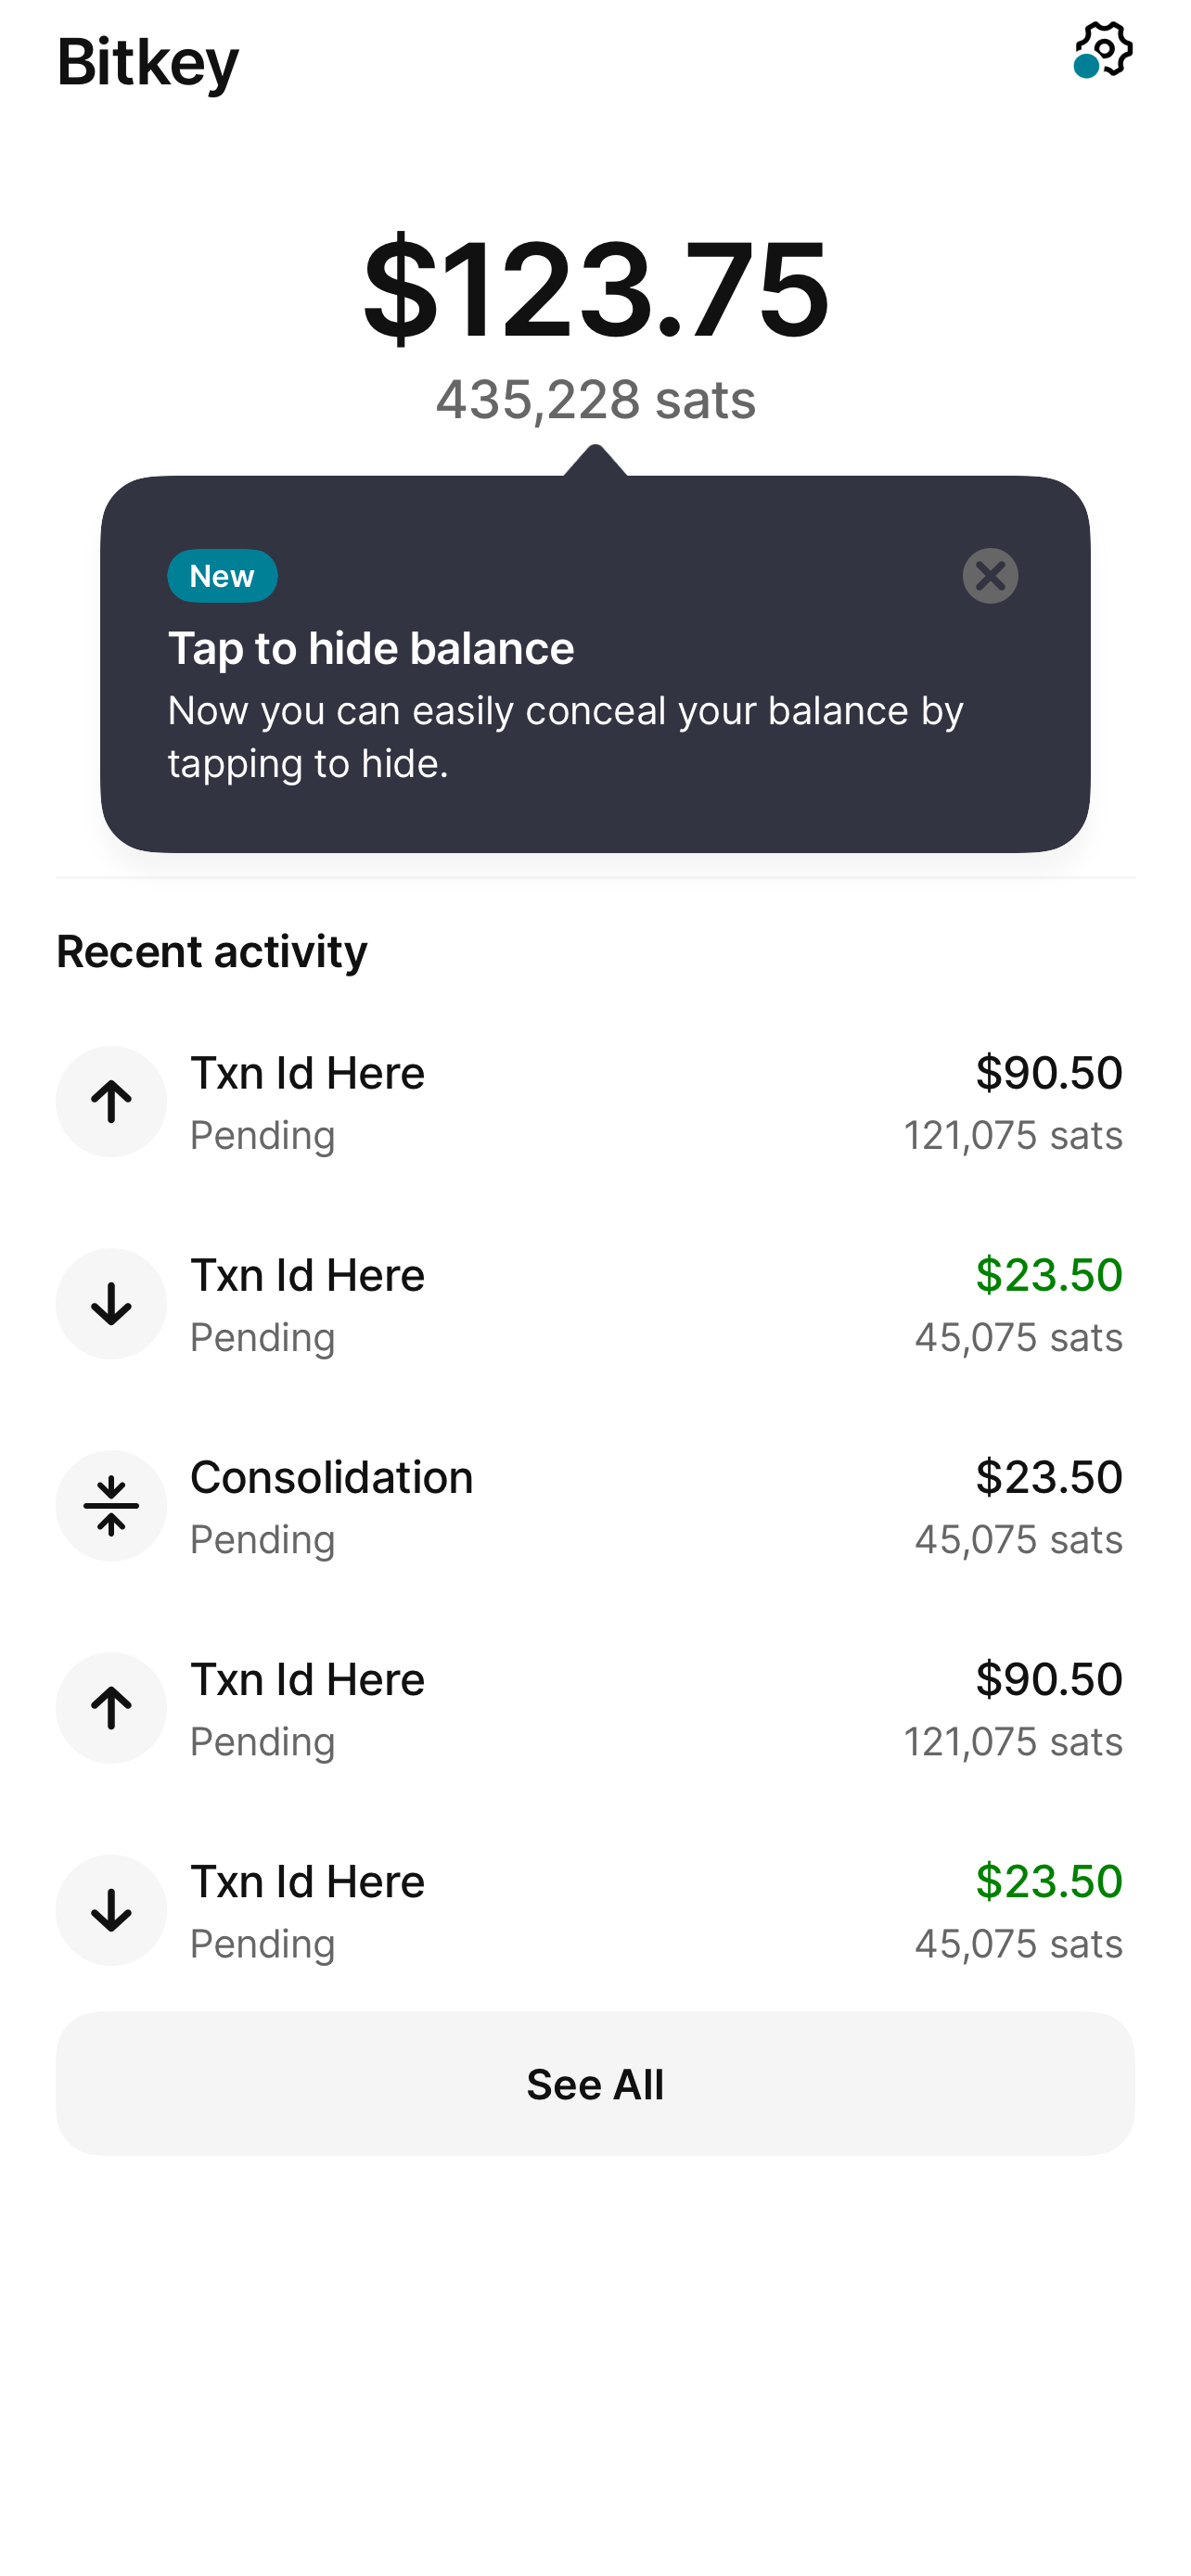 Bitkey
$123.75
435,228 sats
New
Tap to hide balance
Now you can easily conceal your balance by
tapping to hide.
Recent activity
Txn Id Here
$90.50
Pending
121,075 sats
Txn Id Here
$23.50
Pending
45,075 sats
Consolidation
$23.50
Pending
45,075 sats
Txn Id Here
$90.50
Pending
121,075 sats
Txn Id Here
$23.50
Pending
45,075 sats
See All